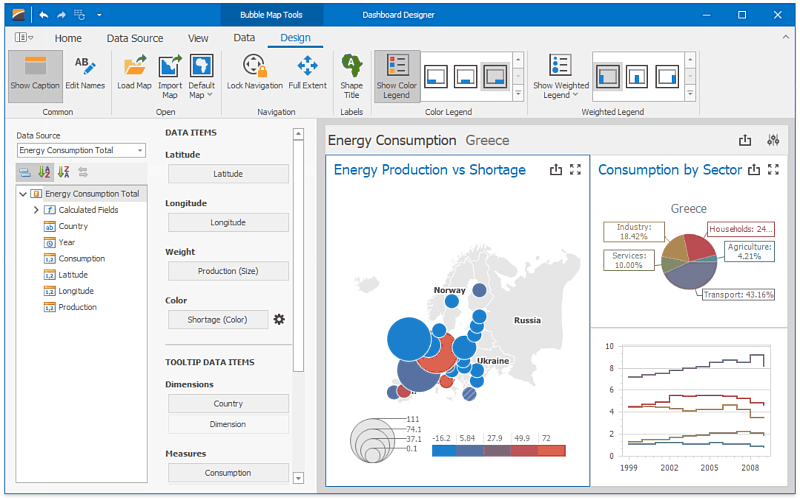 Bubble Map Tools
Dashboard Designer
Home
Data Source
View
Data
Design
Show Caption
Edit Names
Load Map
Import Map
Default Map
Lock Navigation
Full Extent
Shape Title
Show Color Legend
Show Weighted Legend
Common
Open
Navigation
Labels
Color Legend
Weighted Legend
Data Source
Energy Consumption Total
Energy Consumption Total
Calculated Fields
Country
Year
Consumption
Latitude
Longitude
Production
DATA ITEMS
Latitude
Latitude
Longitude
Longitude
Weight
Production (Size)
Color
Shortage (Color)
TOOLTIP DATA ITEMS
Dimensions
Country
Dimension
Measures
Consumption
Energy Consumption Greece
Energy Production vs Shortage
Norway
Russia
Ukraine
111
74.1
37.1
0.1
-16.2 5.84 27.9 49.9 72
Consumption by Sector
Greece
Industry:
18.42%
Households: 24...
Agriculture:
4.21%
Services:
10.00%
Transport: 43.16%
10
8
6
4
2
0
1999 2002 2005 2008